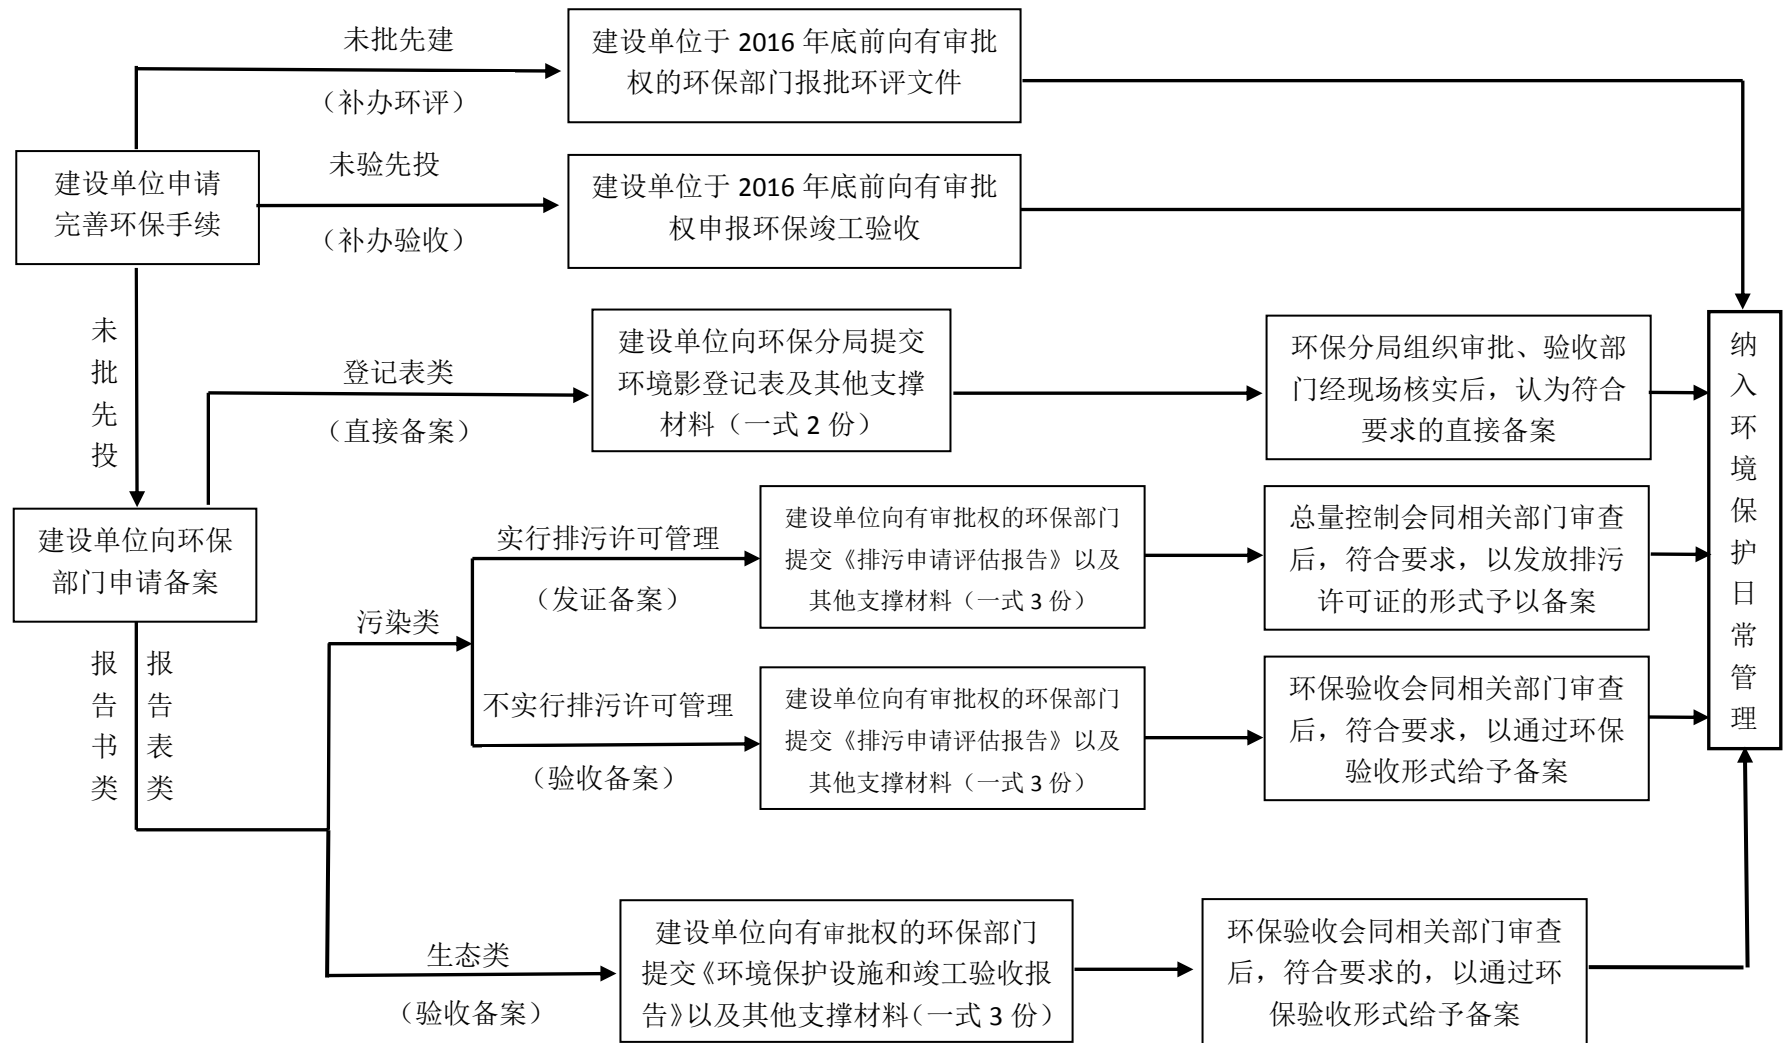 未批先建
（补办环评）
建设单位于 2016 年底前向有审批
权的环保部门报批环评文件
建设单位申请
完善环保手续
未验先投
（补办验收）
建设单位于 2016 年底前向有审批
权申报环保竣工验收
未批先投
登记表类
（直接备案）
建设单位向环保分局提交
环境影登记表及其他支撑
材料（一式 2 份）
环保分局组织审批、验收部
门经现场核实后，认为符合
要求的直接备案
纳入环境保护日常管理
建设单位向环保
部门申请备案
报告书类
报告表类
污染类
实行排污许可管理
（发证备案）
建设单位向有审批权的环保部门
提交《排污申请评估报告》以及
其他支撑材料（一式 3 份）
总量控制会同相关部门审查
后，符合要求，以发放排污
许可证的形式予以备案
不实行排污许可管理
（验收备案）
建设单位向有审批权的环保部门
提交《排污申请评估报告》以及
其他支撑材料（一式 3 份）
环保验收会同相关部门审查
后，符合要求，以通过环保
验收形式给予备案
生态类
（验收备案）
建设单位向有审批权的环保部门
提交《环境保护设施和竣工验收报
告》以及其他支撑材料（一式 3 份）
环保验收会同相关部门审查
后，符合要求的，以通过环
保验收形式给予备案